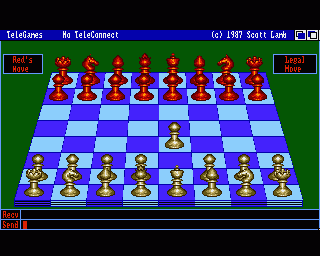 TeleGames No TeleConnect (c) 1987 Scott Lamb
Red's Move
Legal Move
Recv
Send